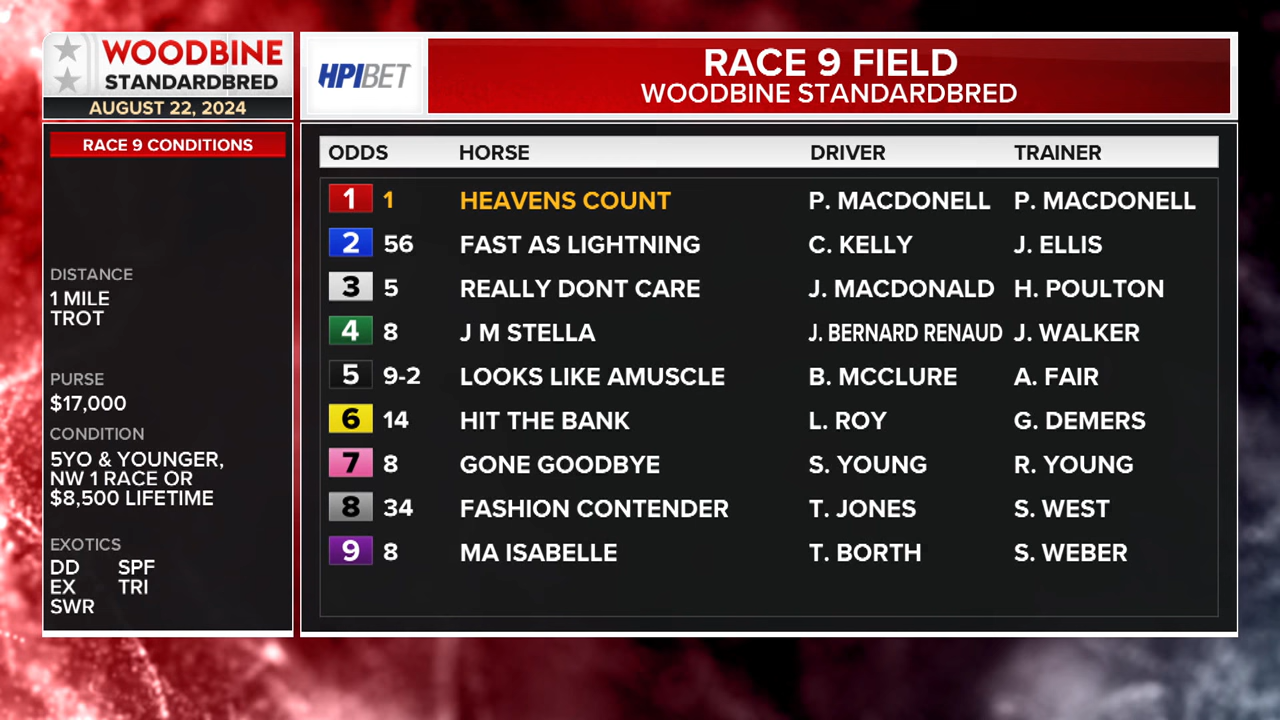 WOODBINE
STANDARDBRED
AUGUST 22, 2024
HPIBET
RACE 9 FIELD
WOODBINE STANDARDBRED
RACE 9 CONDITIONS
DISTANCE
1 MILE
TROT
PURSE
$17,000
CONDITION
5YO & YOUNGER,
NW 1 RACE OR
$8,500 LIFETIME
EXOTICS
DD SPF
EX TRI
SWR
ODDS HORSE DRIVER TRAINER
1 1 HEAVENS COUNT P. MACDONELL P. MACDONELL
2 56 FAST AS LIGHTNING C. KELLY J. ELLIS
3 5 REALLY DONT CARE J. MACDONALD H. POULTON
4 8 J M STELLA J. BERNARD RENAUD J. WALKER
5 9-2 LOOKS LIKE AMUSCLE B. MCCLURE A. FAIR
6 14 HIT THE BANK L. ROY G. DEMERS
7 8 GONE GOODBYE S. YOUNG R. YOUNG
8 34 FASHION CONTENDER T. JONES S. WEST
9 8 MA ISABELLE T. BORTH S. WEBER